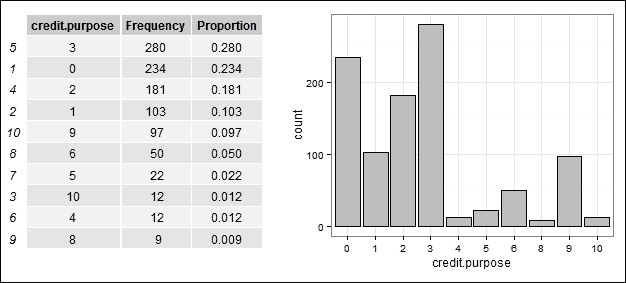 credit.purpose Frequency Proportion
5 3 280 0.280
1 0 234 0.234
4 2 181 0.181
2 1 103 0.103
10 9 97 0.097
8 6 50 0.050
7 5 22 0.022
3 10 12 0.012
6 4 12 0.012
9 8 9 0.009
count
200
100
0
0 1 2 3 4 5 6 8 9 10
credit.purpose